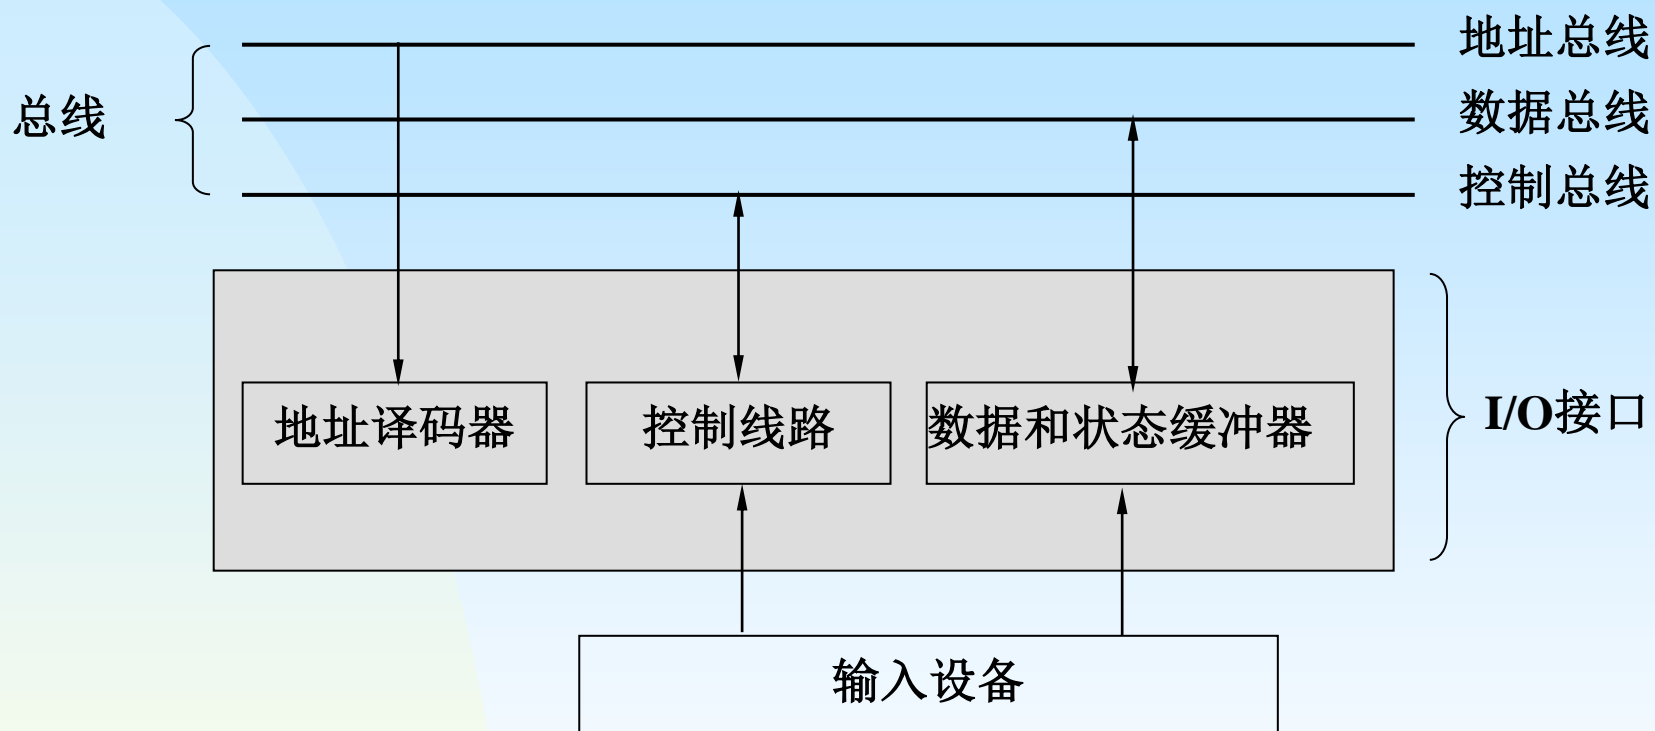 地址总线
总线
数据总线
控制总线
I/O接口
地址译码器
控制线路
数据和状态缓冲器
输入设备